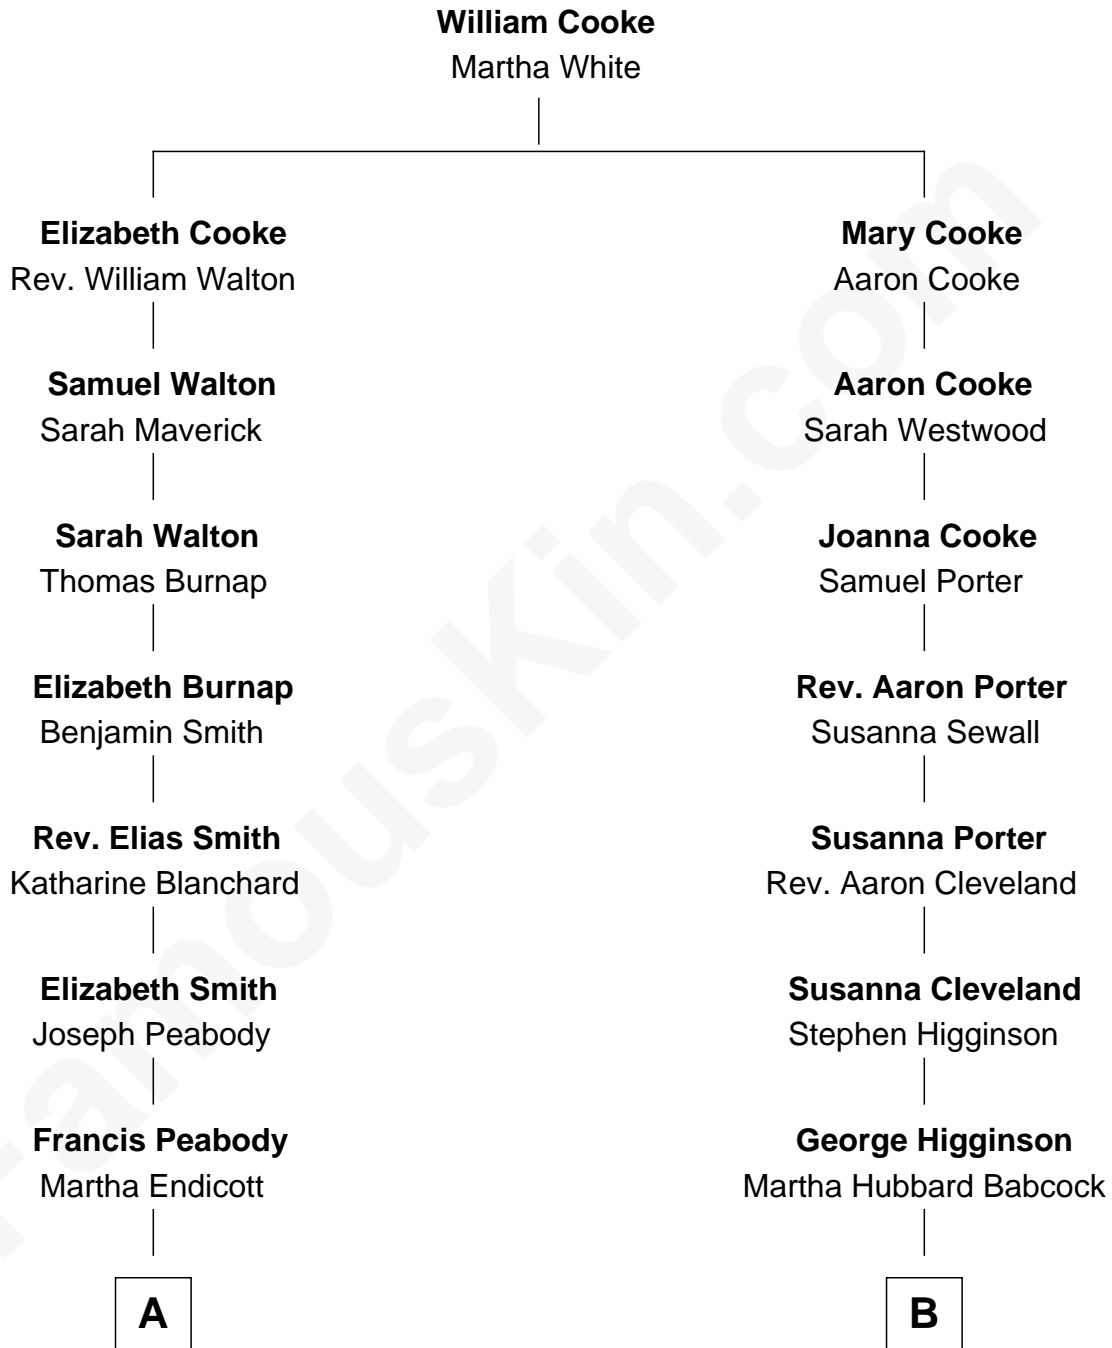 William Cooke
Martha White
Elizabeth Cooke
Rev. William Walton
Mary Cooke
Aaron Cooke
Samuel Walton
Sarah Maverick
Aaron Cooke
Sarah Westwood
Sarah Walton
Thomas Burnap
Joanna Cooke
Samuel Porter
Elizabeth Burnap
Benjamin Smith
Rev. Aaron Porter
Susanna Sewall
Rev. Elias Smith
Katharine Blanchard
Susanna Porter
Rev. Aaron Cleveland
Elizabeth Smith
Joseph Peabody
Susanna Cleveland
Stephen Higginson
Francis Peabody
Martha Endicott
George Higginson
Martha Hubbard Babcock
A
B
FamousKin.com